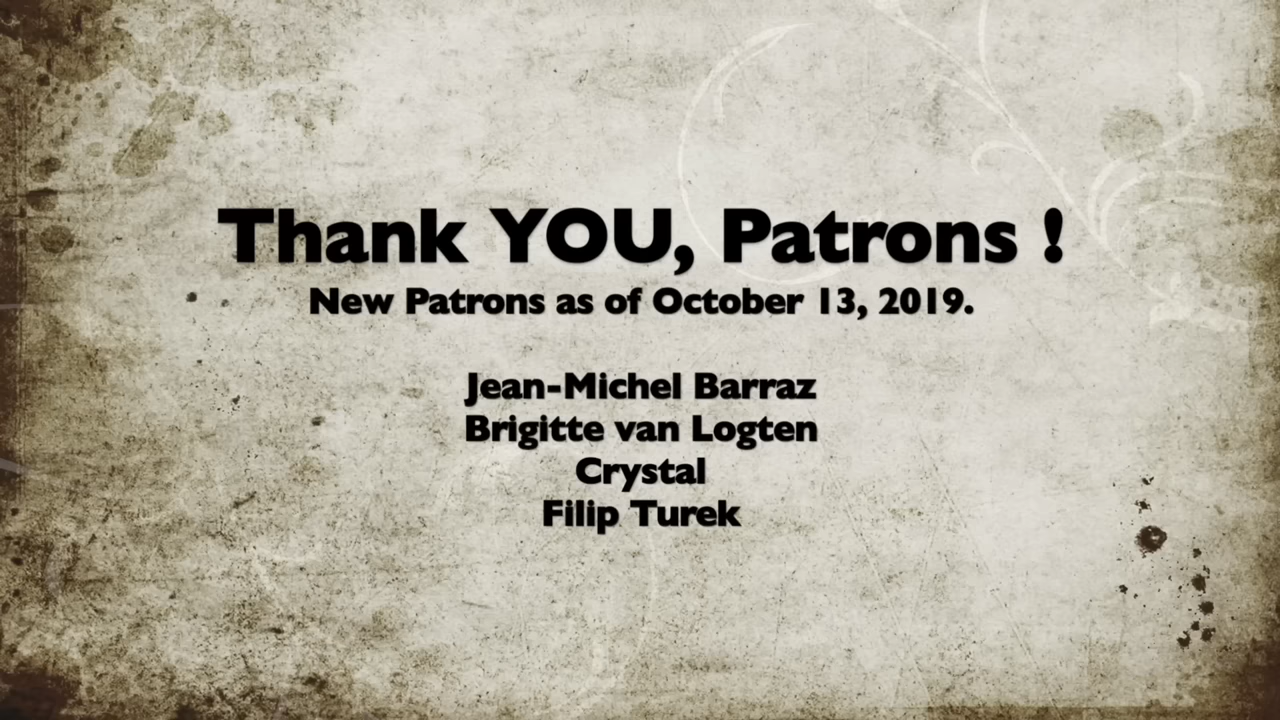 Thank YOU, Patrons !
New Patrons as of October 13, 2019.
Jean-Michel Barraz
Brigitte van Logten
Crystal
Filip Turek